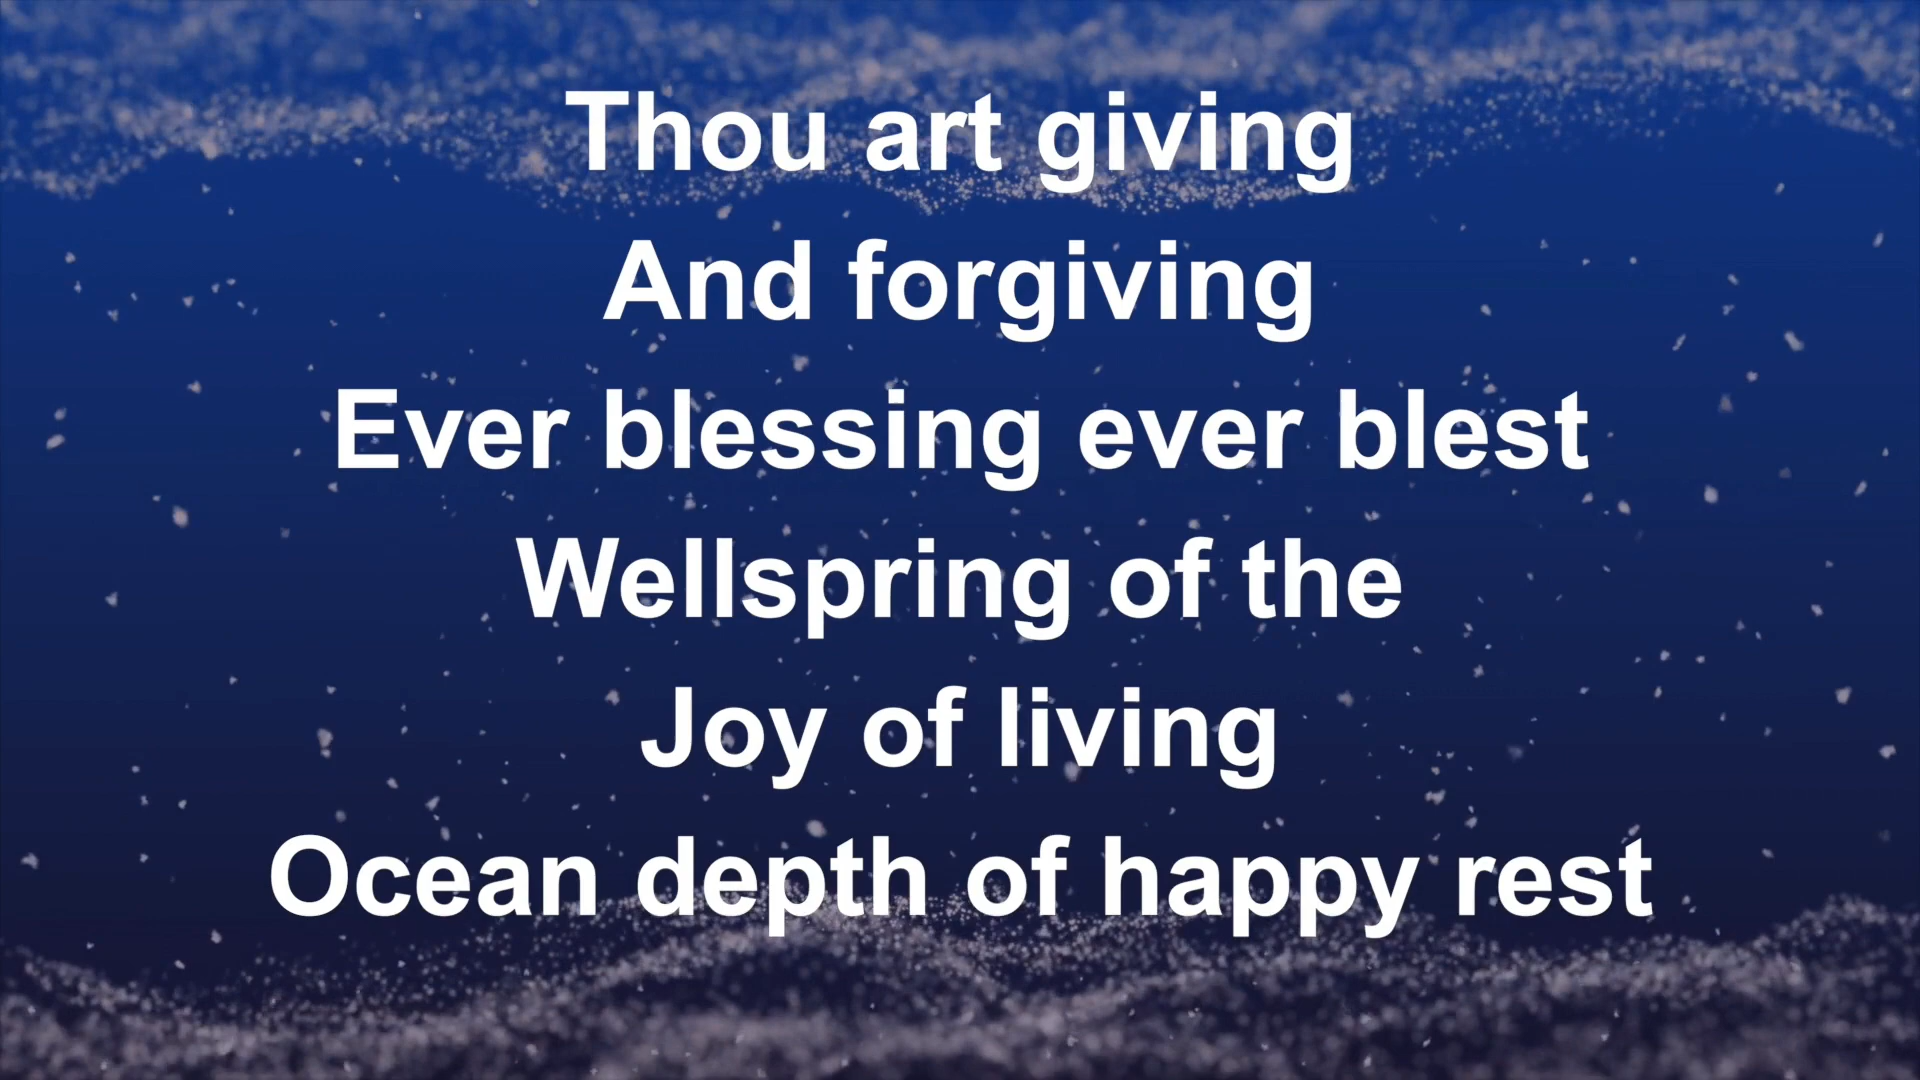 Thou art giving
And forgiving
Ever blessing ever blest
Wellspring of the
Joy of living
Ocean depth of happy rest